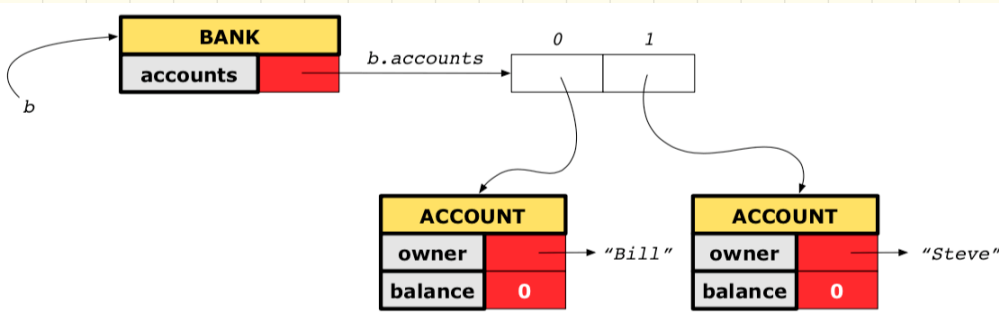 BANK
accounts
b
b.accounts
0 1
ACCOUNT
owner
“Bill”
balance 0
ACCOUNT
owner
“Steve”
balance 0